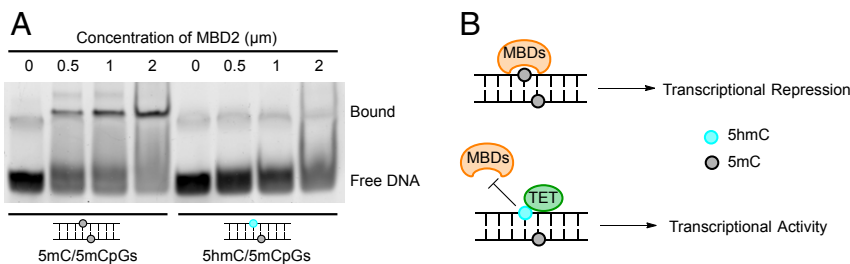 A
Concentration of MBD2 (μm)
0 0.5 1 2 0 0.5 1 2
Bound
Free DNA
5mC/5mCpGs 5hmC/5mCpGs
B
MBDs
Transcriptional Repression
5hmC
5mC
MBDs
TET
Transcriptional Activity